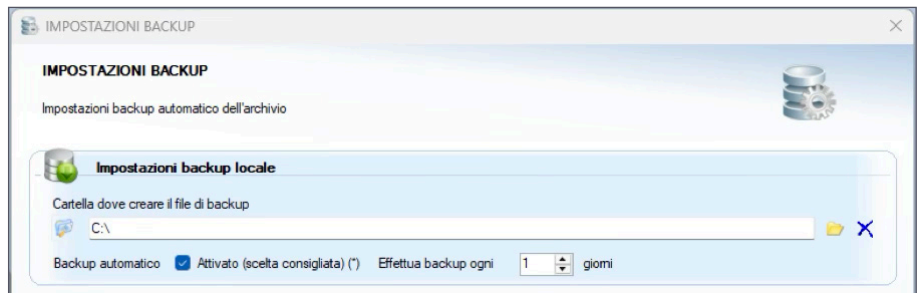 IMPOSTAZIONI BACKUP
IMPOSTAZIONI BACKUP
Impostazioni backup automatico dell'archivio
Impostazioni backup locale
Cartella dove creare il file di backup
C:\
Backup automatico Attivato (scelta consigliata) (*) Effettua backup ogni 1 giorni